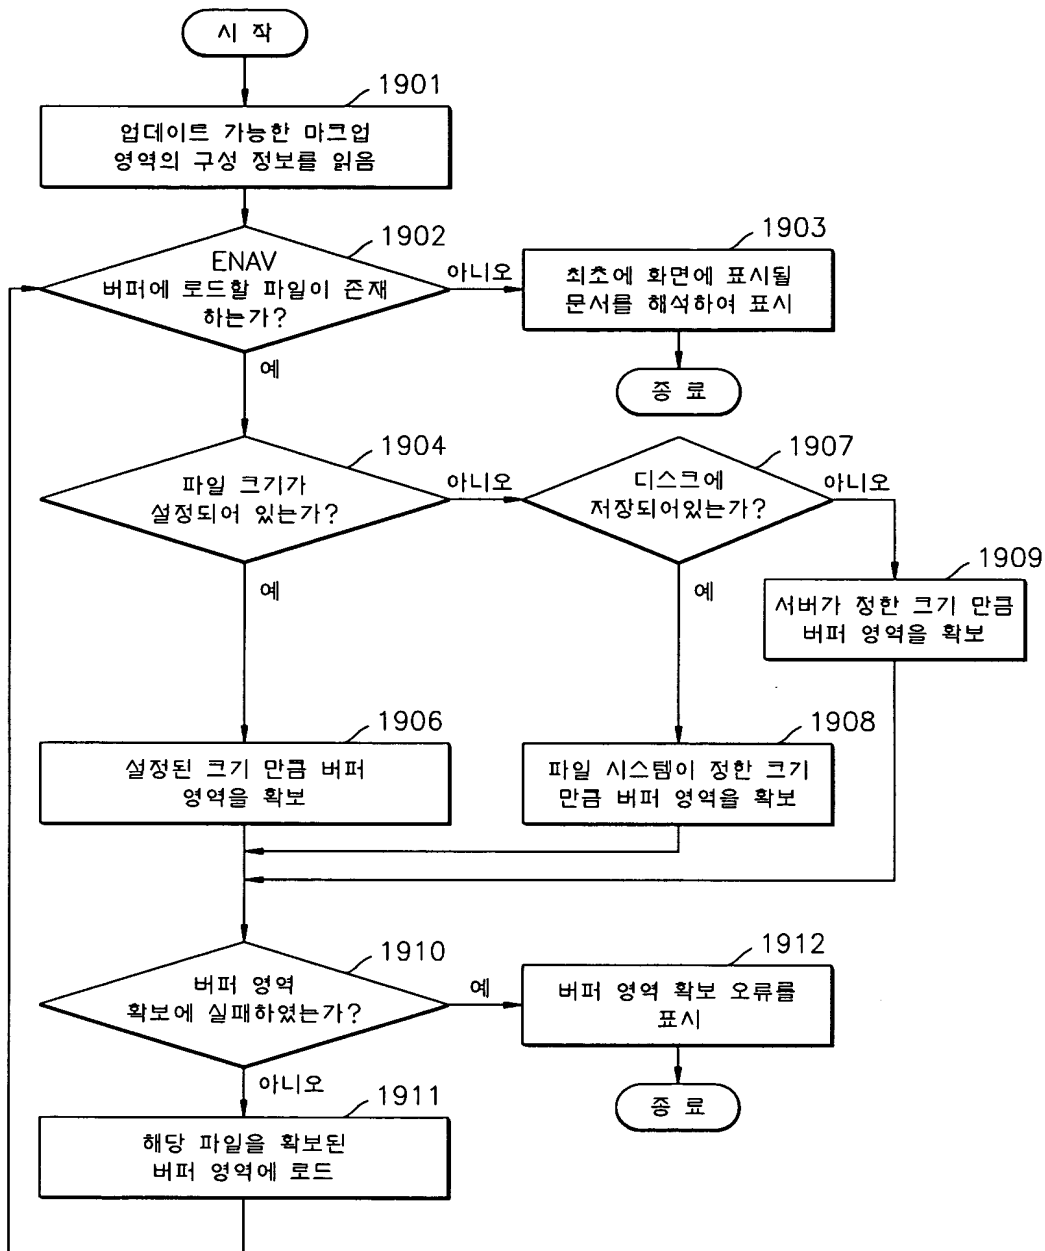 시 작
1901
업데이트 가능한 마크업
영역의 구성 정보를 읽음
1902
ENAV
버퍼에 로드할 파일이 존재
하는가?
아니오
1903
최초에 화면에 표시될
문서를 해석하여 표시
종 료
예
1904
파일 크기가
설정되어 있는가?
아니오
1907
디스크에
저장되어있는가?
아니오
예
예
1909
서버가 정한 크기 만큼
버퍼 영역을 확보
1906
설정된 크기 만큼 버퍼
영역을 확보
1908
파일 시스템이 정한 크기
만큼 버퍼 영역을 확보
1910
버퍼 영역
확보에 실패하였는가?
예
1912
버퍼 영역 확보 오류를
표시
종 료
아니오
1911
해당 파일을 확보된
버퍼 영역에 로드